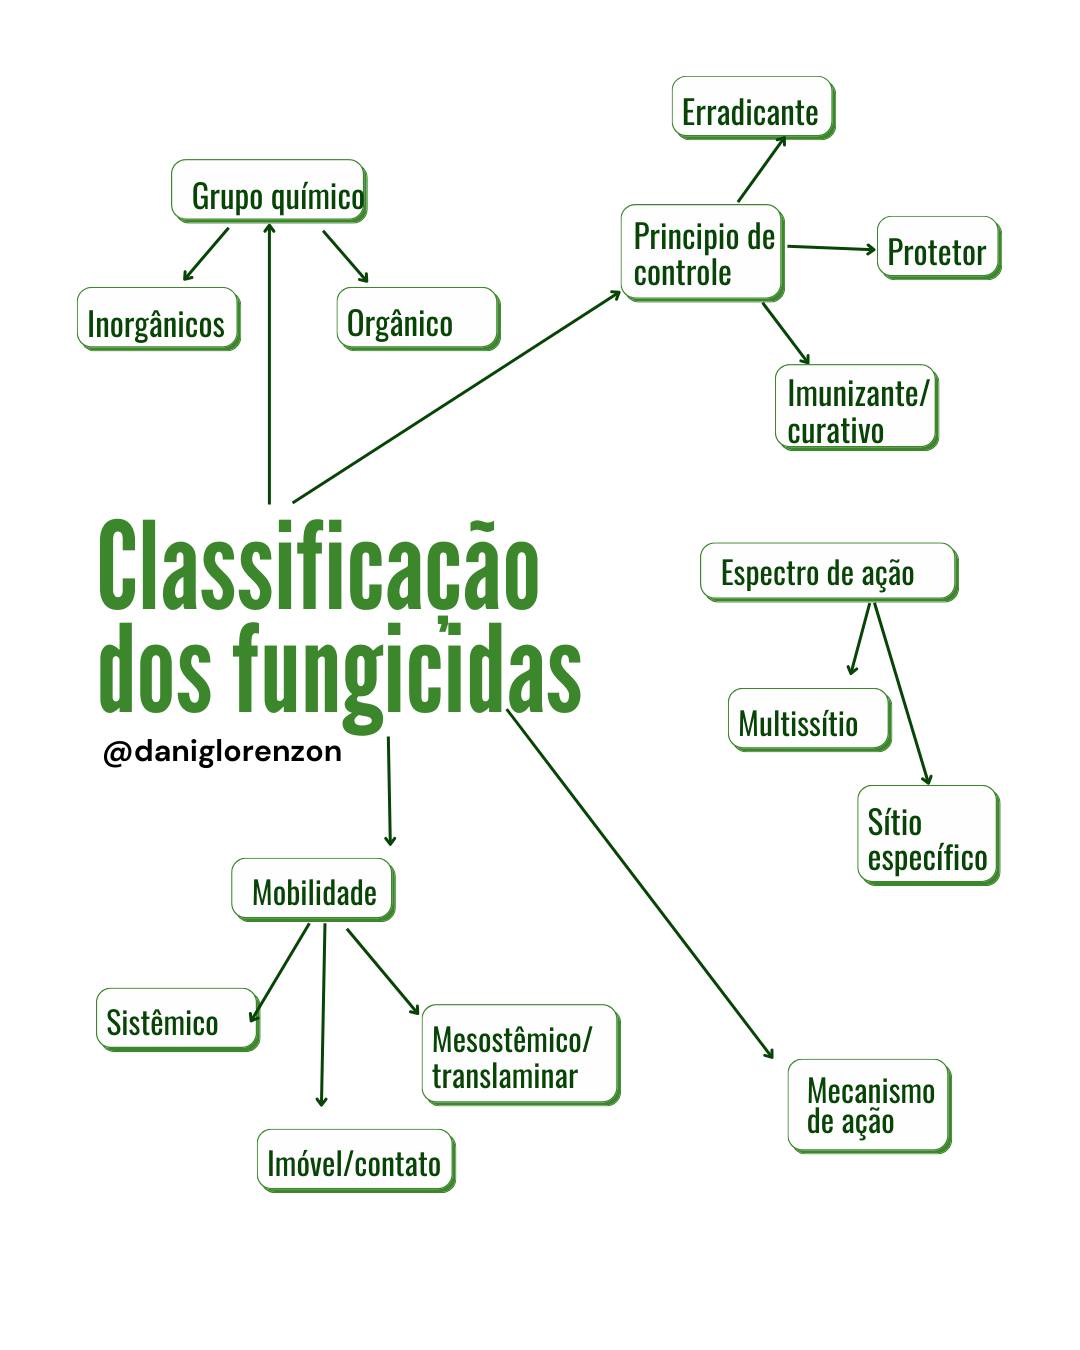 Erradicante
Grupo químico
Principio de
controle
Protetor
Inorgânicos
Orgânico
Imunizante/
curativo
Classificação
dos fungicidas
@daniglorenzon
Espectro de ação
Multissítio
Sítio
específico
Mobilidade
Sistêmico
Mesostêmico/
translaminar
Imóvel/contato
Mecanismo
de ação